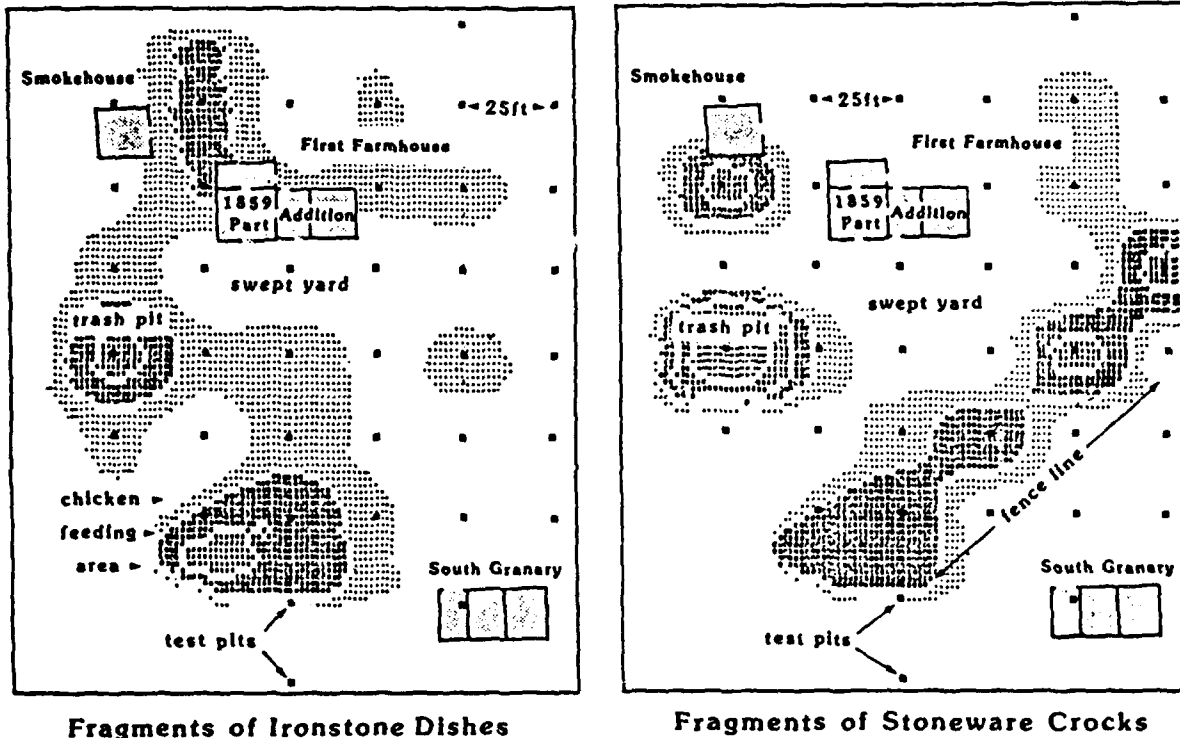 Smokehouse
25ft
First Farmhouse
1859
Part
Addition
swept yard
trash pit
chicken
feeding
area
South Granary
test pits
Fragments of Ironstone Dishes
Smokehouse
25ft
First Farmhouse
1859
Part
Addition
swept yard
trash pit
fence line
South Granary
test pits
Fragments of Stoneware Crocks